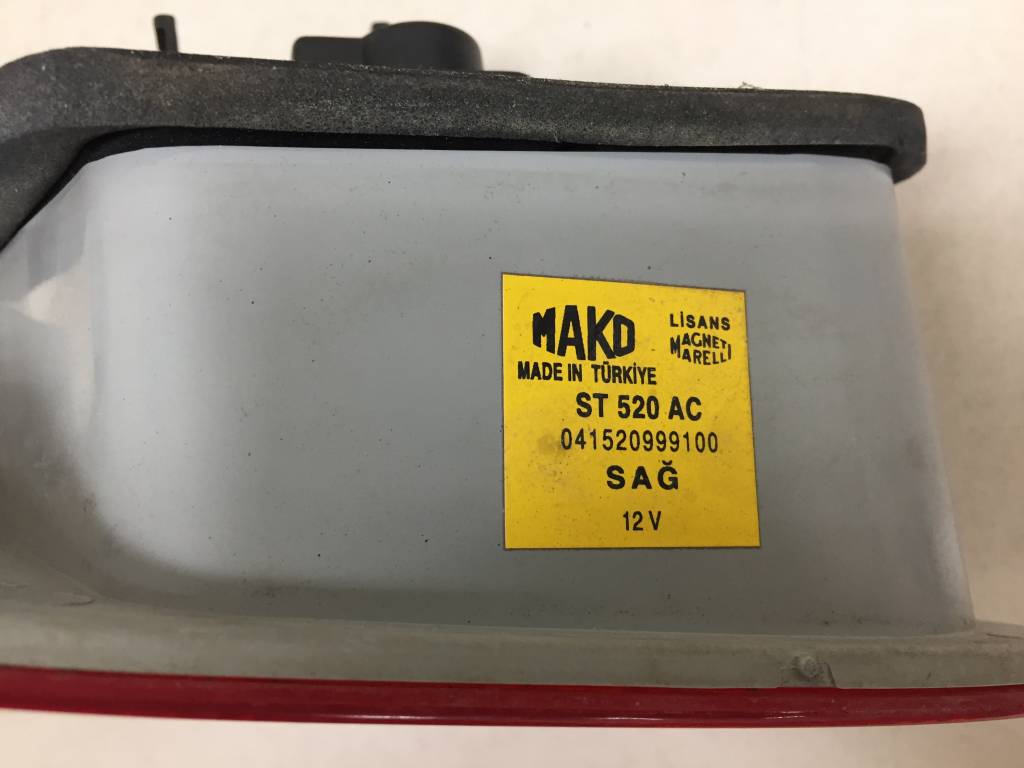 MAKO
LİSANS
MAGNETI
MARELLI
MADE IN TÜRKİYE
ST 520 AC
041520999100
SAĞ
12 V